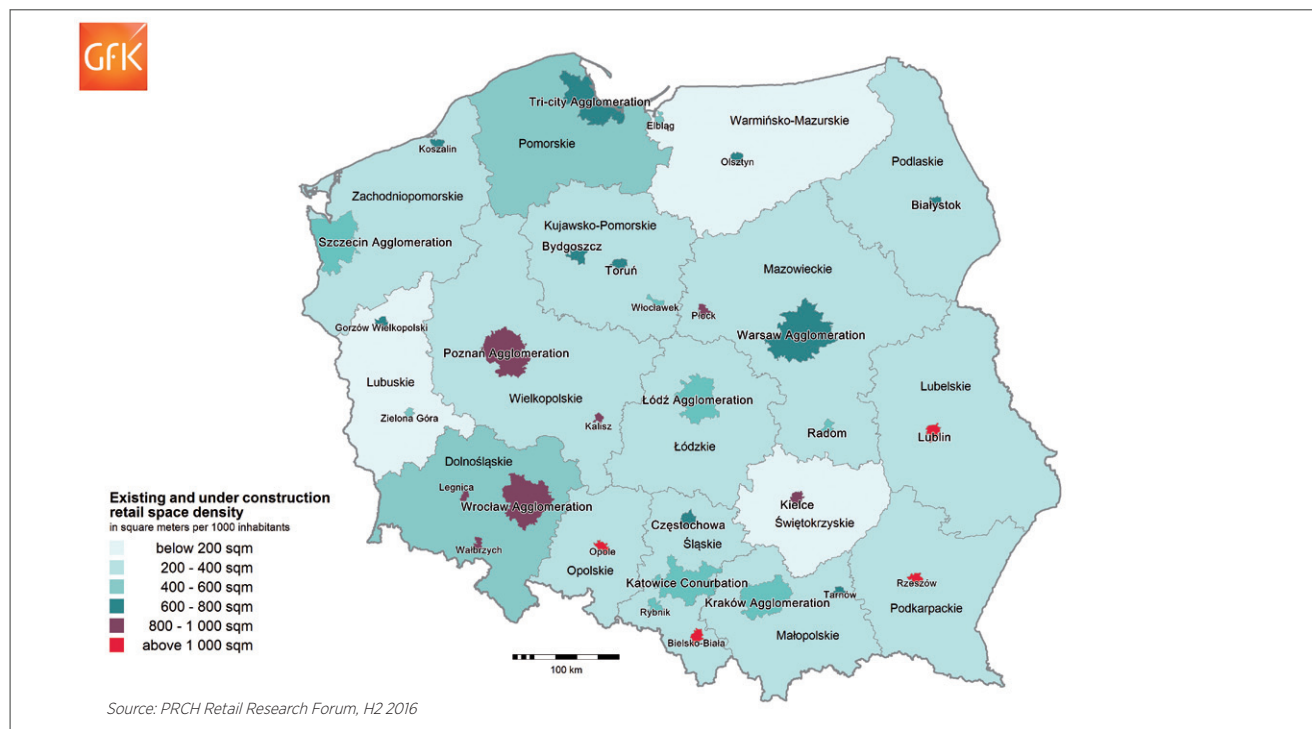 GfK
Tri-city Agglomeration
Elbląg
Warmińsko-Mazurskie
Koszalin
Pomorskie
Olsztyn
Podlaskie
Zachodniopomorskie
Białystok
Kujawsko-Pomorskie
Szczecin Agglomeration
Bydgoszcz
Toruń
Mazowieckie
Włocławek
Płock
Gorzów Wielkopolski
Warsaw Agglomeration
Poznań Agglomeration
Lubuskie
Lubelskie
Wielkopolskie
Łódź Agglomeration
Zielona Góra
Kalisz
Radom
Lublin
Łódzkie
Dolnośląskie
Legnica
Wrocław Agglomeration
Kielce
Świętokrzyskie
Częstochowa
Śląskie
Wałbrzych
Opole
Opolskie
Katowice Conurbation
Rzeszów
Kraków Agglomeration
Tarnów
Rybnik
Podkarpackie
Małopolskie
Bielsko-Biała
Existing and under construction
retail space density
in square meters per 1000 inhabitants
below 200 sqm
200 - 400 sqm
400 - 600 sqm
600 - 800 sqm
800 - 1 000 sqm
above 1 000 sqm
100 km
Source: PRCH Retail Research Forum, H2 2016